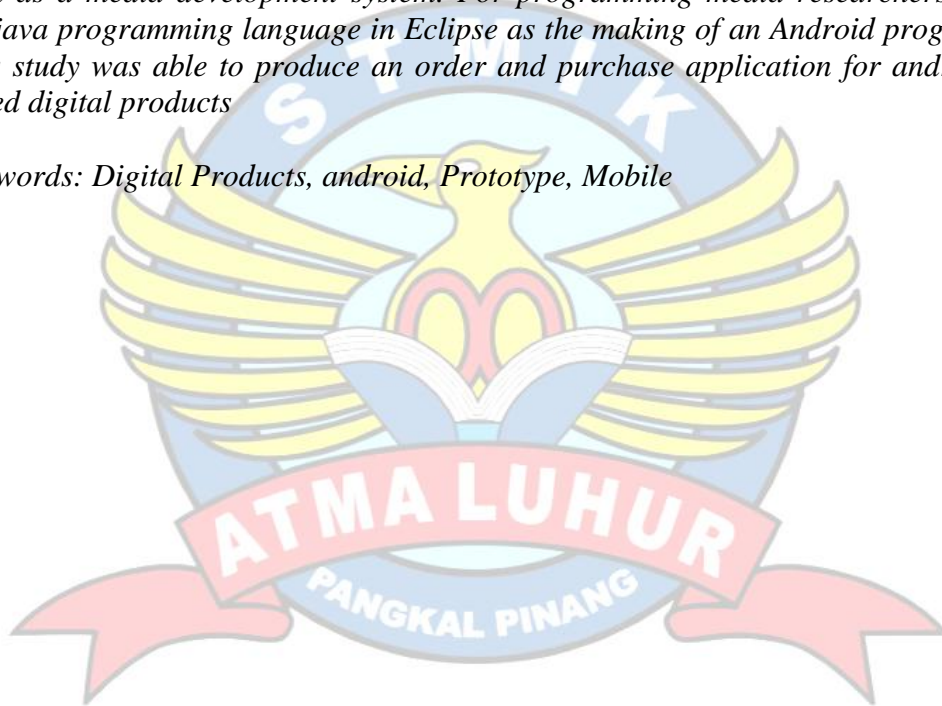 as a media development system. For programming media researchers
java programming language in Eclipse as the making of an Android prog
study was able to produce an order and purchase application for and
ed digital products
words: Digital Products, android, Prototype, Mobile
STMIK
ATMA LUHUR
PANGKAL PINANG